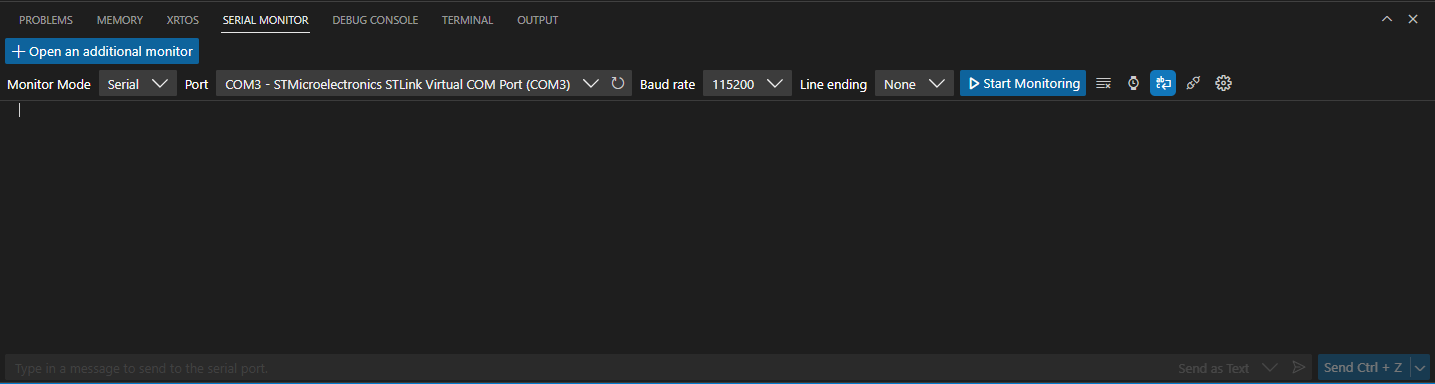 PROBLEMS MEMORY XRTOS SERIAL MONITOR DEBUG CONSOLE TERMINAL OUTPUT
Open an additional monitor
Monitor Mode Serial Port COM3 - STMicroelectronics STLink Virtual COM Port (COM3) Baud rate 115200 Line ending None Start Monitoring
Type in a message to send to the serial port. Send as Text Send Ctrl + Z